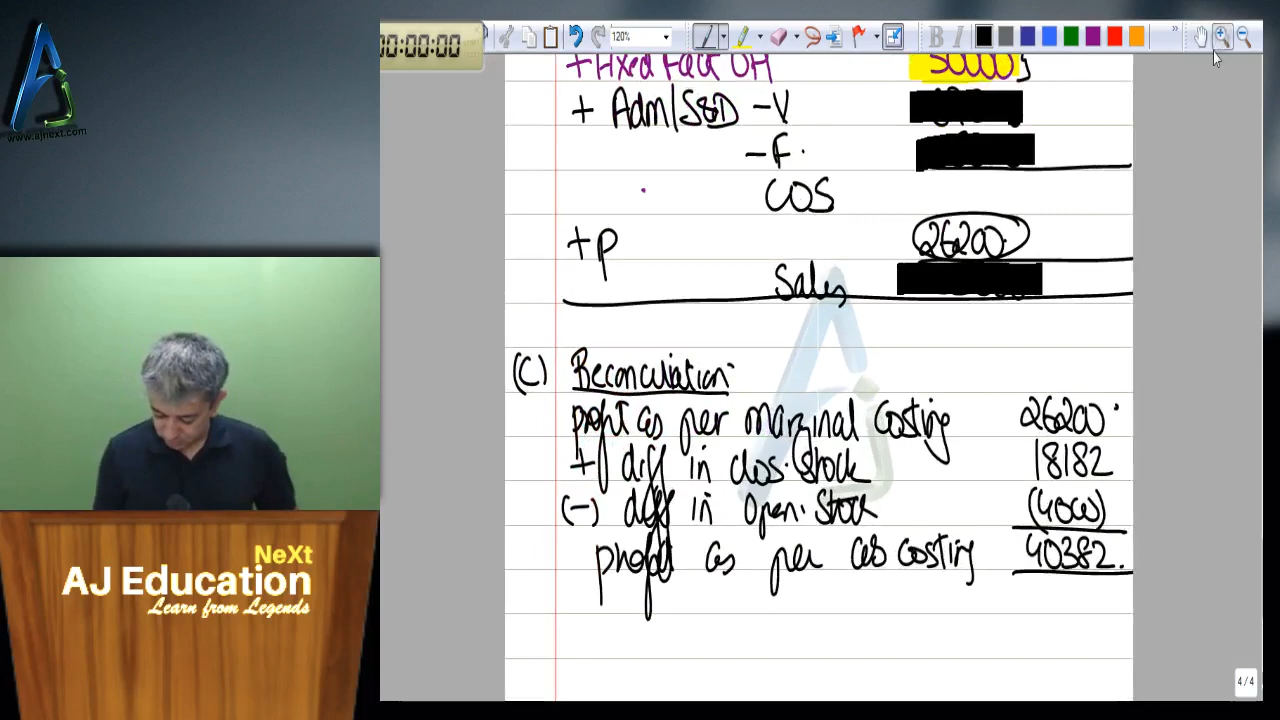 00:00:00
120%
B I
www.ajnext.com
+ Fixed Fact OH 50000
+ Adm/S&D - V
- F.
COS
+ p 26200
Sales
(C) Reconciliation:
profit as per marginal costing 26200
+ diff in clos. stock 18182
(-) diff in open. stock (4000)
profit as per abs costing 40382.
NeXt
AJ Education
Learn from Legends
4/4